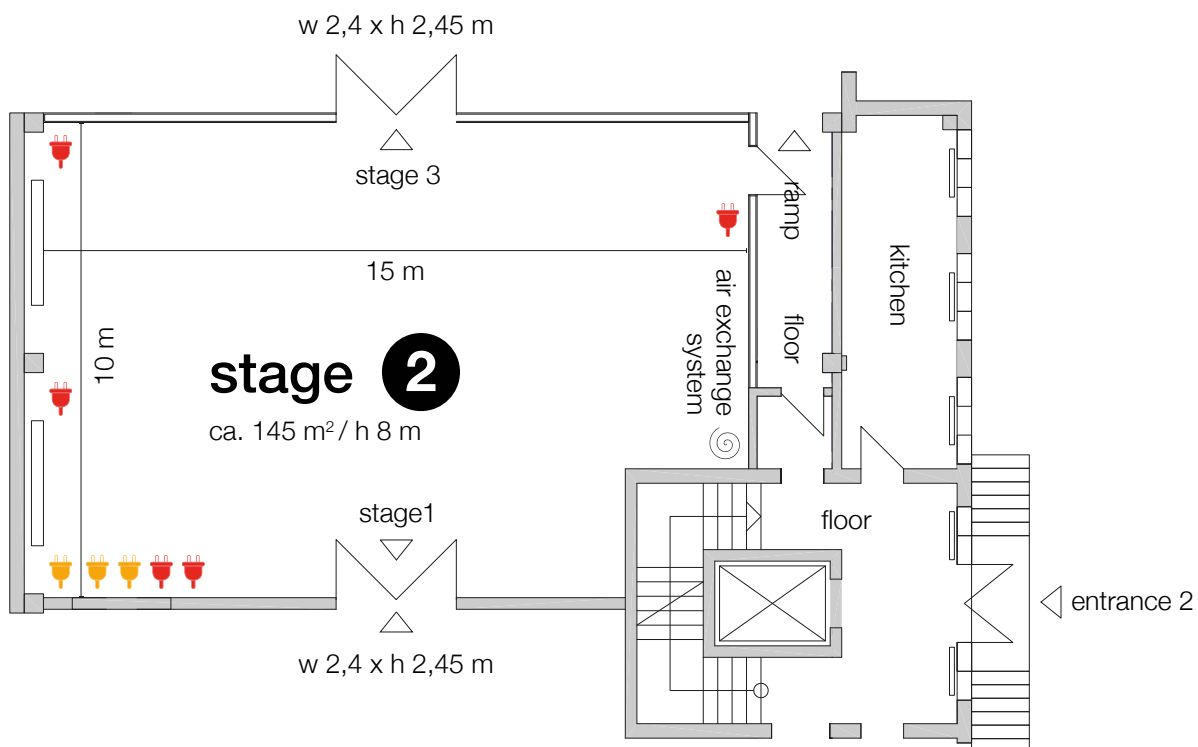 w 2,4 x h 2,45 m
stage 3
ramp
15 m
air exchange
system
floor
kitchen
10 m
stage 2
ca. 145 m² / h 8 m
stage1
floor
entrance 2
w 2,4 x h 2,45 m